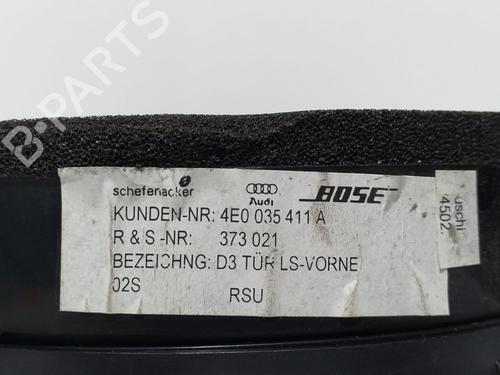 schefenacker Audi BOSE
KUNDEN-NR: 4E0 035 411 A
R & S -NR: 373 021
BEZEICHNG: D3 TÜR LS-VORNE
02S RSU
uschi
4502.
B-PARTS